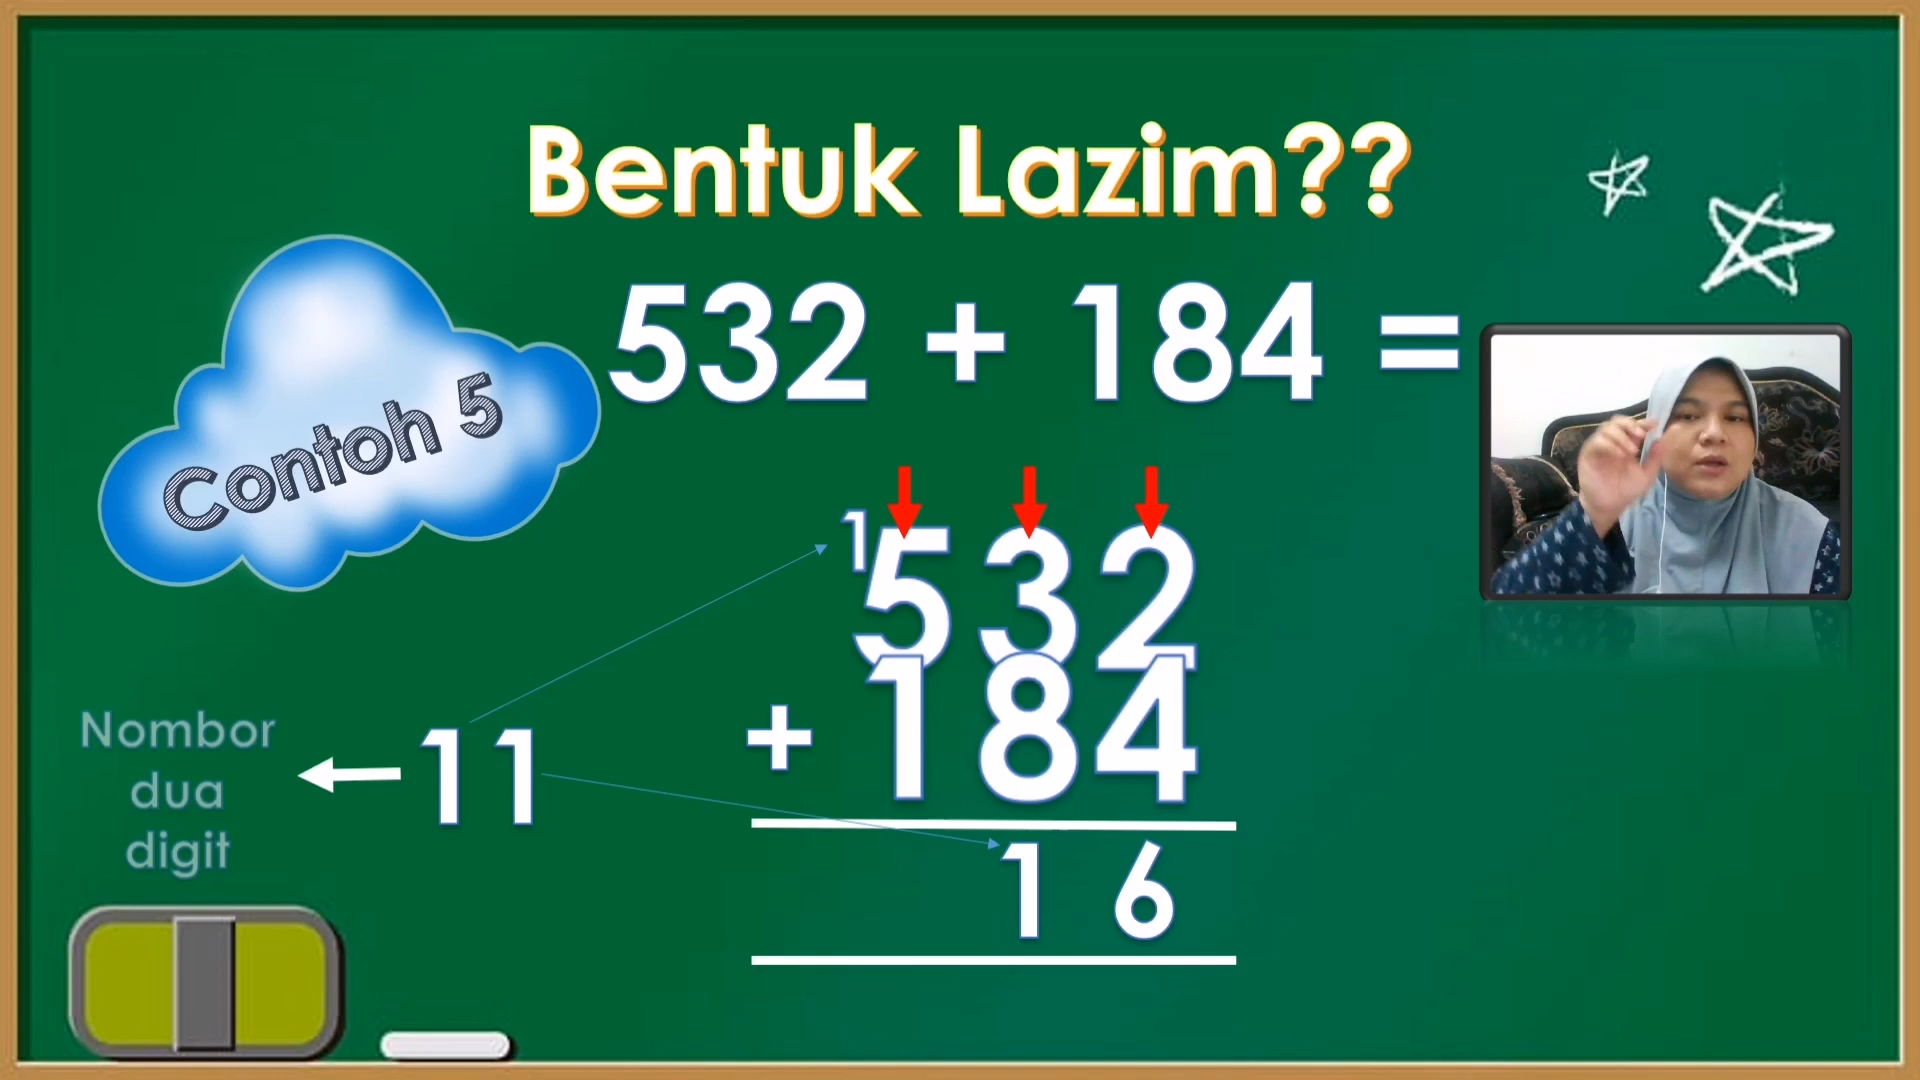 Bentuk Lazim??
532 + 184 =
Contoh 5
1
532
+ 184
1 6
11
Nombor
dua
digit